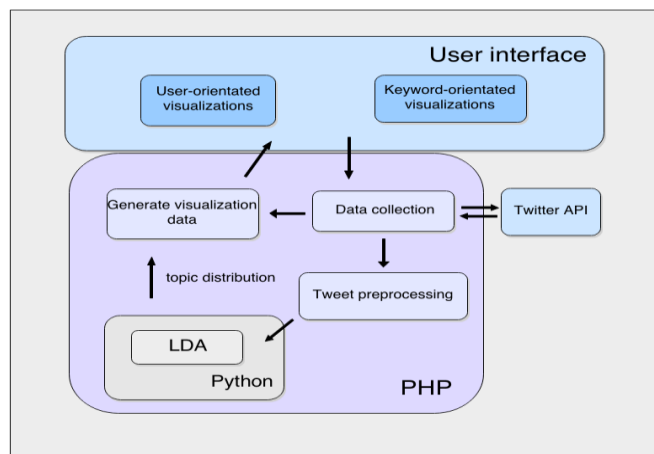 User interface
User-orientated
visualizations
Keyword-orientated
visualizations
Generate visualization
data
Data collection
Twitter API
topic distribution
Tweet preprocessing
LDA
Python
PHP